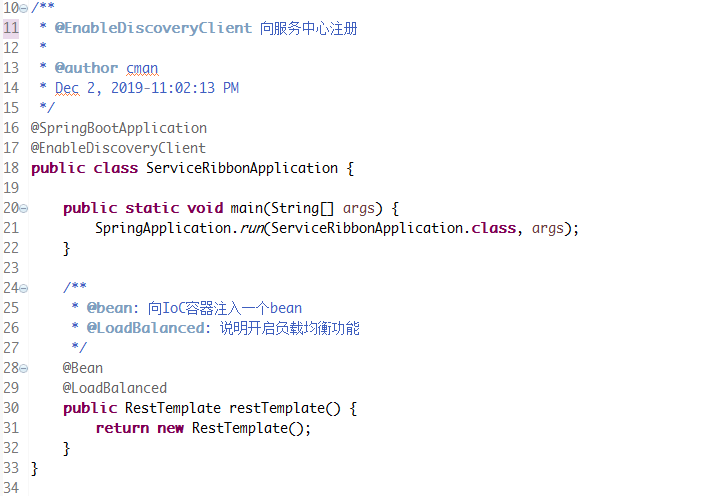 10 /**
11  * @EnableDiscoveryClient 向服务中心注册
12  *
13  * @author cman
14  * Dec 2, 2019-11:02:13 PM
15  */
16 @SpringBootApplication
17 @EnableDiscoveryClient
18 public class ServiceRibbonApplication {
19
20     public static void main(String[] args) {
21         SpringApplication.run(ServiceRibbonApplication.class, args);
22     }
23
24     /**
25      * @bean: 向IoC容器注入一个bean
26      * @LoadBalanced: 说明开启负载均衡功能
27      */
28     @Bean
29     @LoadBalanced
30     public RestTemplate restTemplate() {
31         return new RestTemplate();
32     }
33 }
34